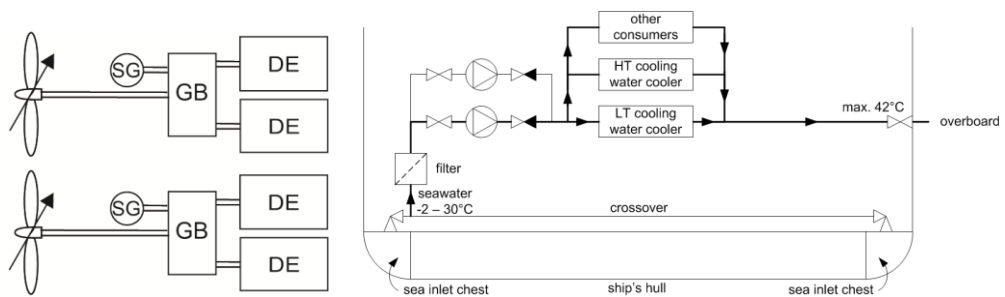 SG
GB
DE
DE
SG
GB
DE
DE
other
consumers
HT cooling
water cooler
LT cooling
water cooler
max. 42°C
overboard
filter
seawater
-2 – 30°C
crossover
sea inlet chest
ship's hull
sea inlet chest